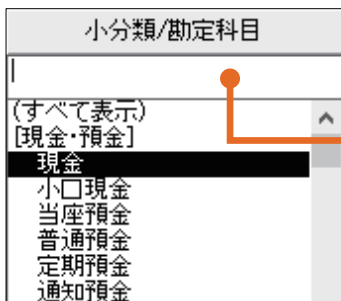 小分類/勘定科目
(すべて表示)
[現金･預金]
現金
小口現金
当座預金
普通預金
定期預金
通知預金